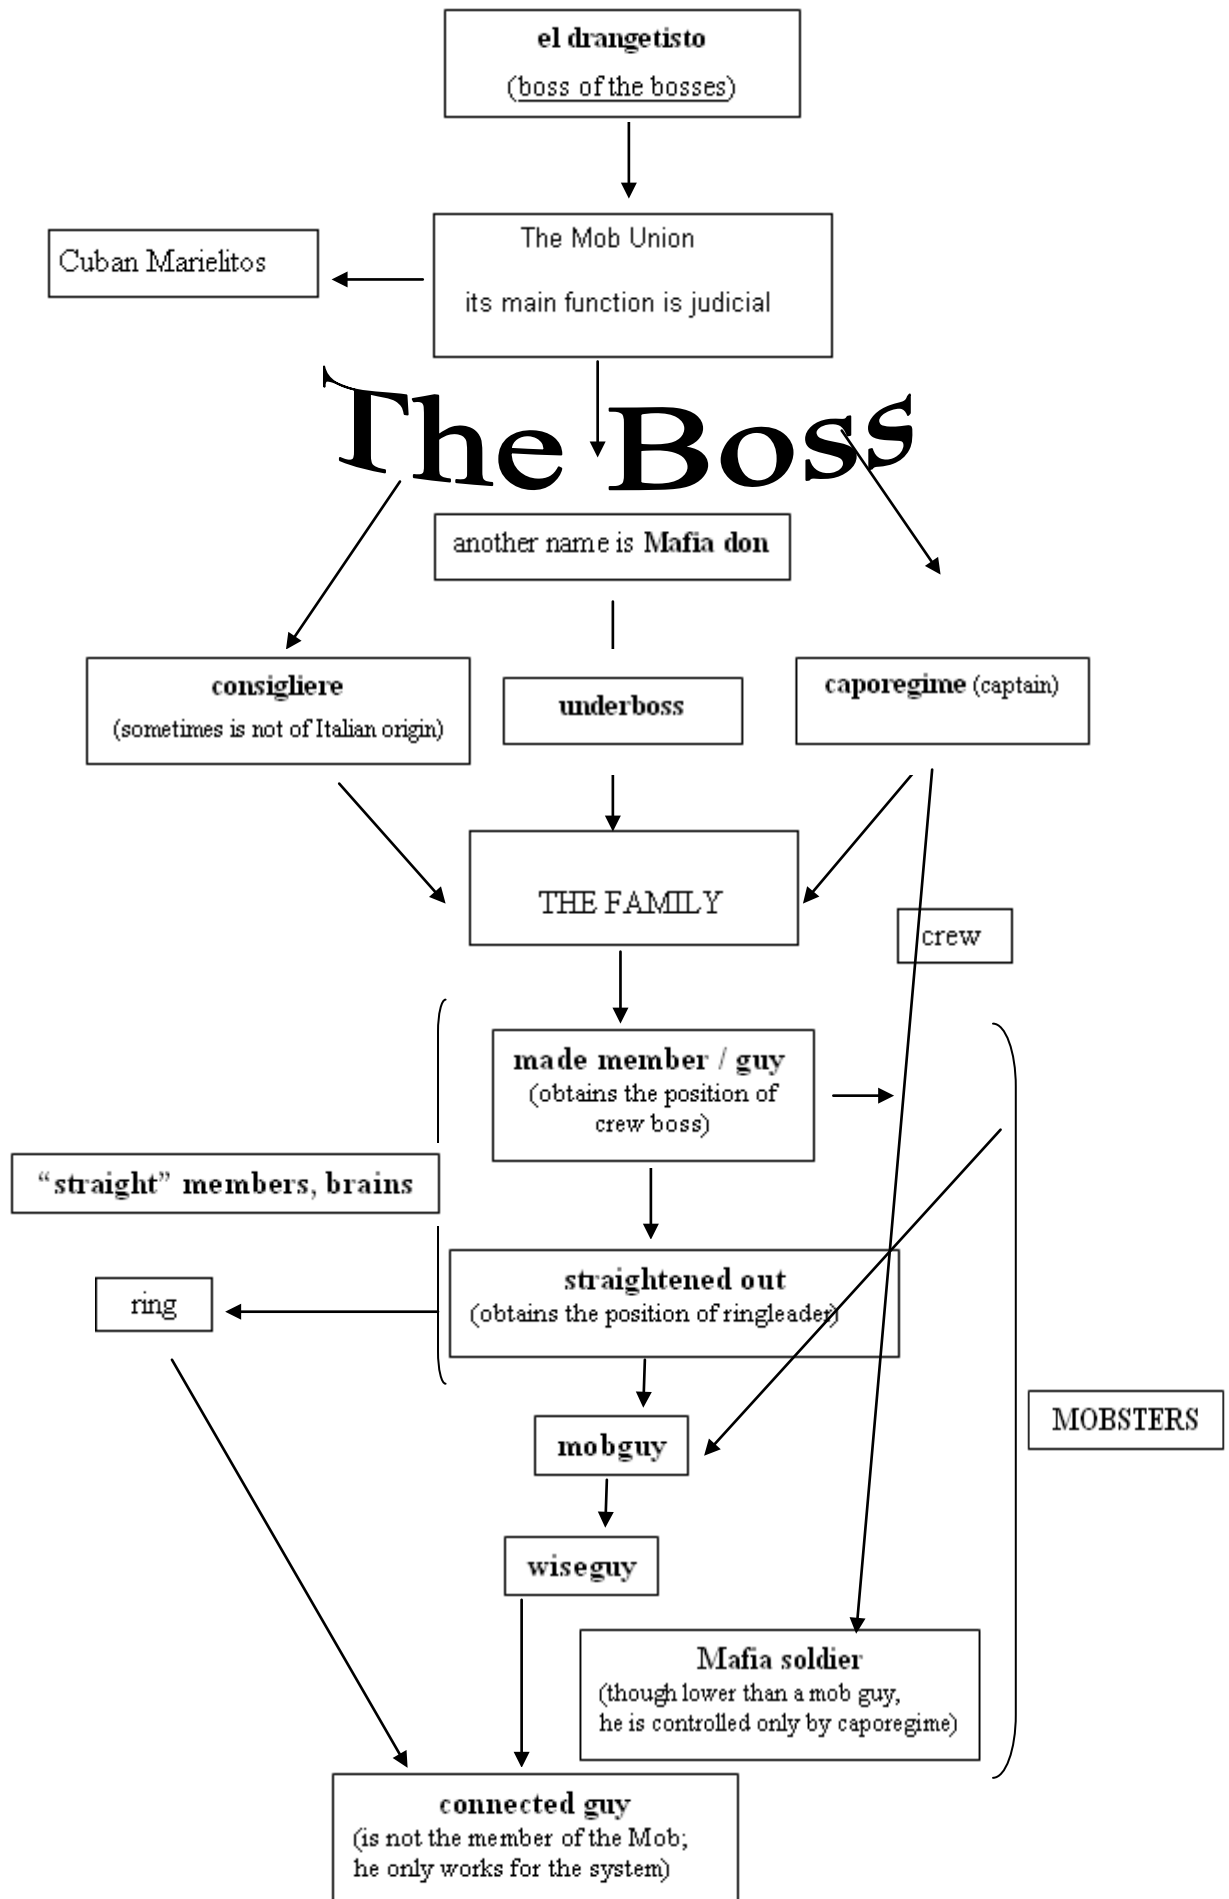 el drangetisto
(boss of the bosses)
The Mob Union
its main function is judicial
Cuban Marielitos
The Boss
another name is Mafia don
consigliere
(sometimes is not of Italian origin)
underboss
caporegime (captain)
THE FAMILY
crew
made member / guy
(obtains the position of
crew boss)
“straight” members, brains
straightened out
(obtains the position of ringleader)
ring
mobguy
MOBSTERS
wiseguy
Mafia soldier
(though lower than a mob guy,
he is controlled only by caporegime)
connected guy
(is not the member of the Mob;
he only works for the system)